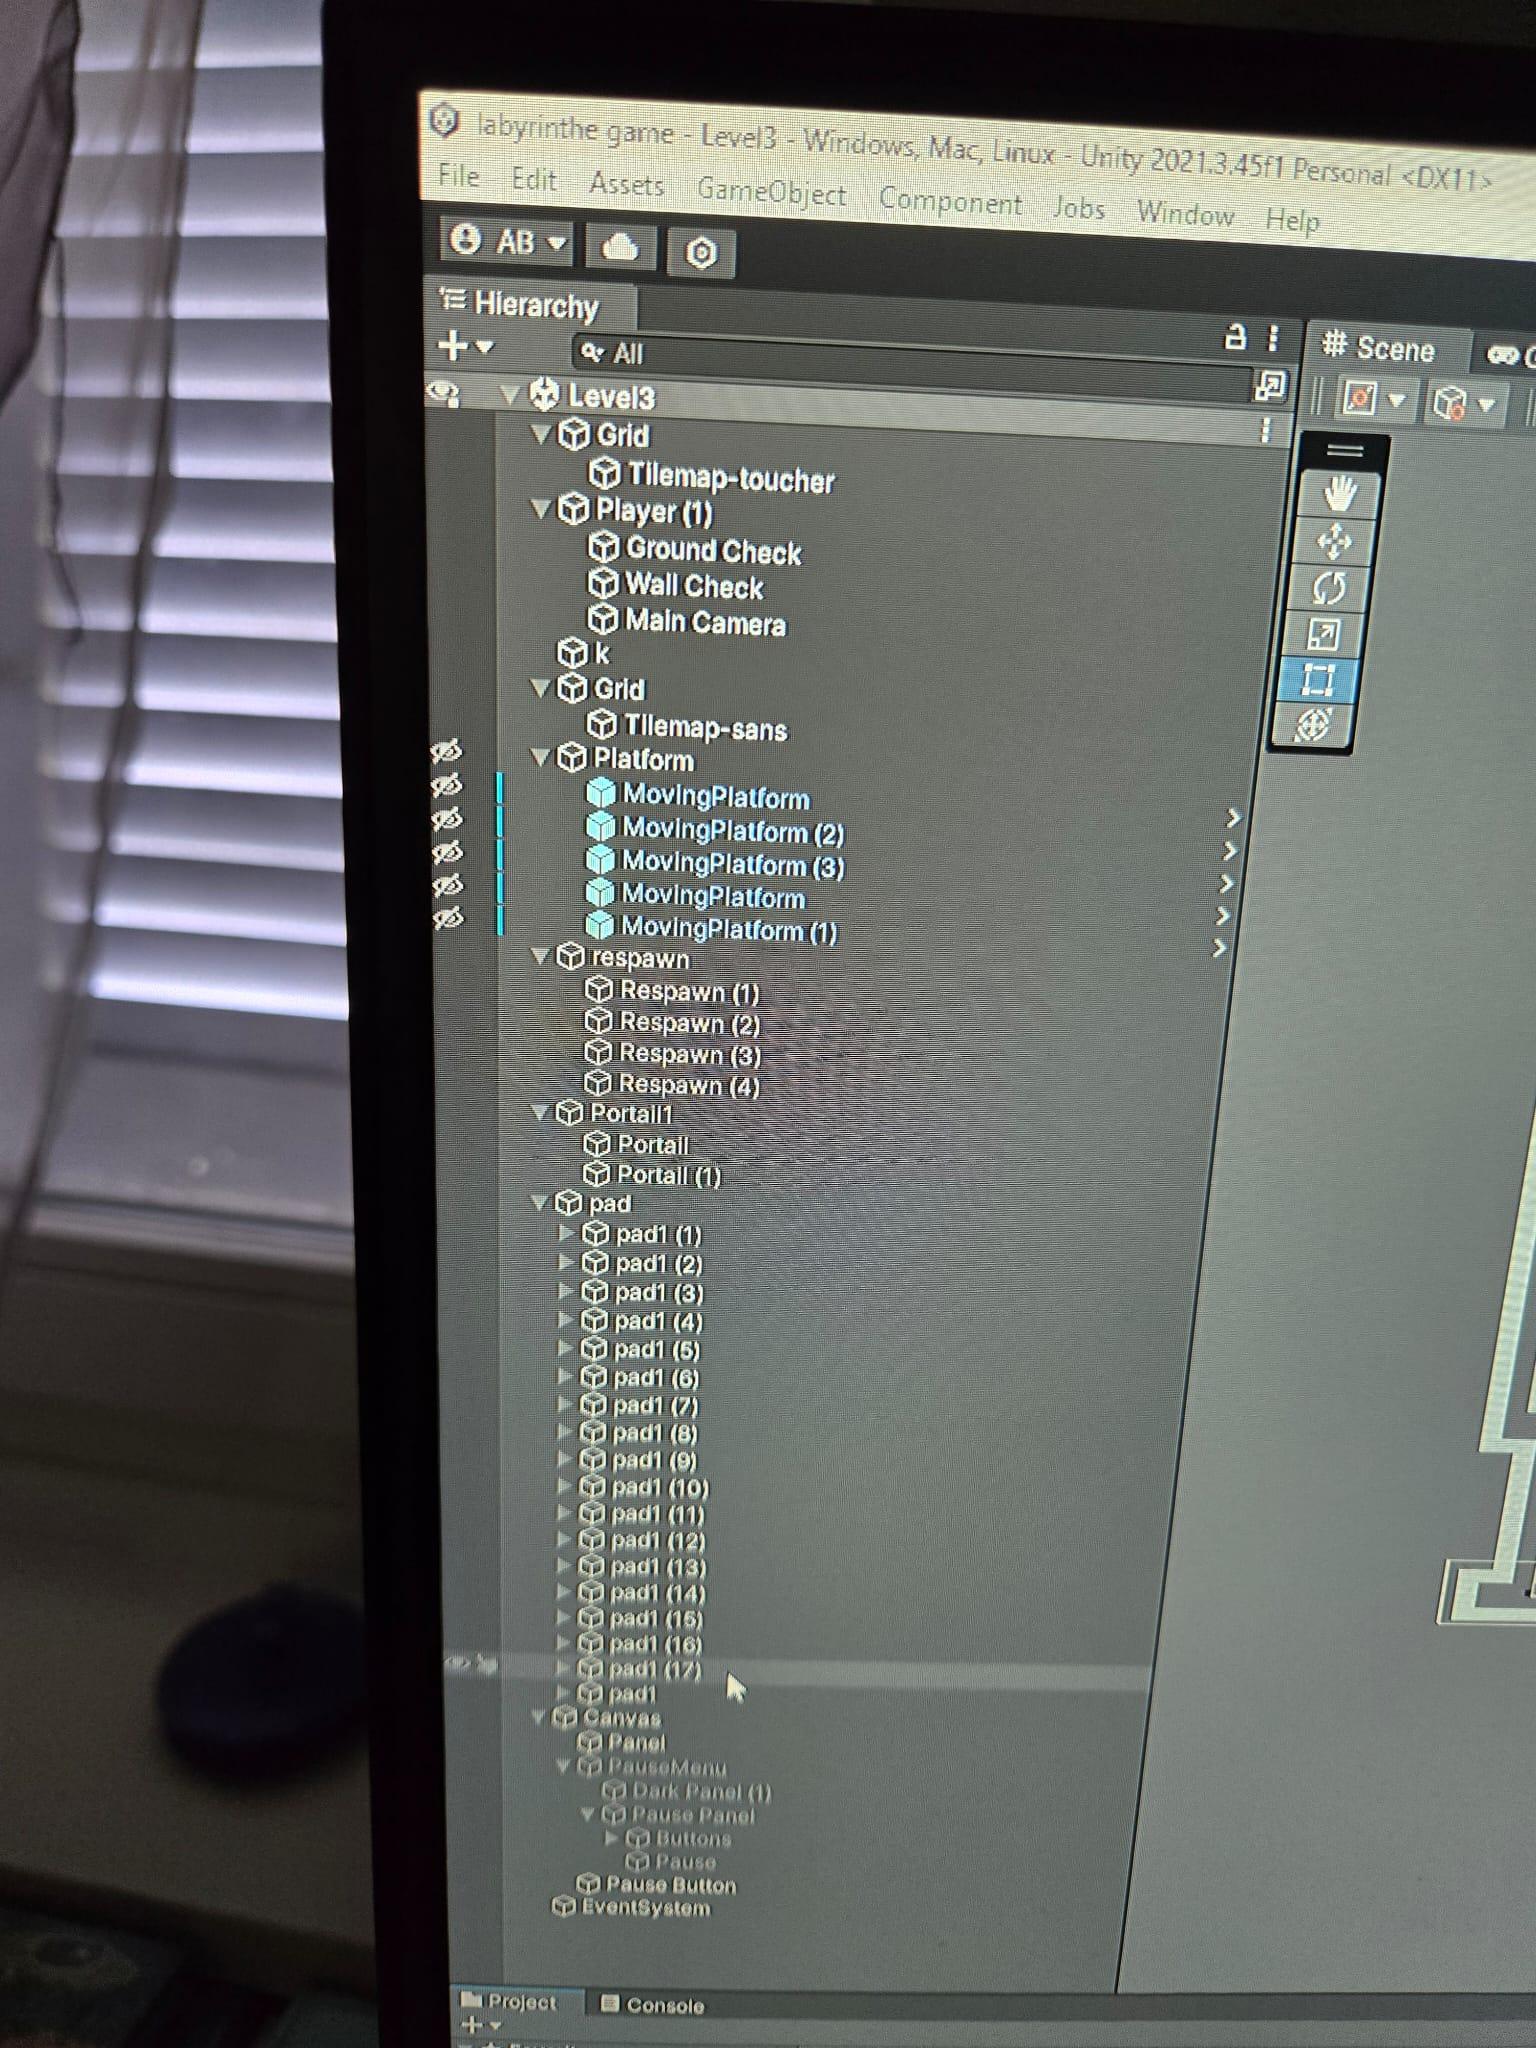 labyrinthe game - Level3 - Windows, Mac, Linux - Unity 2021.3.45f1 Personal <DX11>
File Edit Assets GameObject Component Jobs Window Help
AB
Hierarchy
All
Scene
Level3
Grid
Tilemap-toucher
Player (1)
Ground Check
Wall Check
Main Camera
k
Grid
Tilemap-sans
Platform
MovingPlatform
MovingPlatform (2)
MovingPlatform (3)
MovingPlatform
MovingPlatform (1)
respawn
Respawn (1)
Respawn (2)
Respawn (3)
Respawn (4)
Portail1
Portail
Portail (1)
pad
pad1 (1)
pad1 (2)
pad1 (3)
pad1 (4)
pad1 (5)
pad1 (6)
pad1 (7)
pad1 (8)
pad1 (9)
pad1 (10)
pad1 (11)
pad1 (12)
pad1 (13)
pad1 (14)
pad1 (15)
pad1 (16)
pad1 (17)
pad1
Canvas
Panel
PauseMenu
Dark Panel (1)
Pause Panel
Buttons
Pause
Pause Button
EventSystem
Project
Console